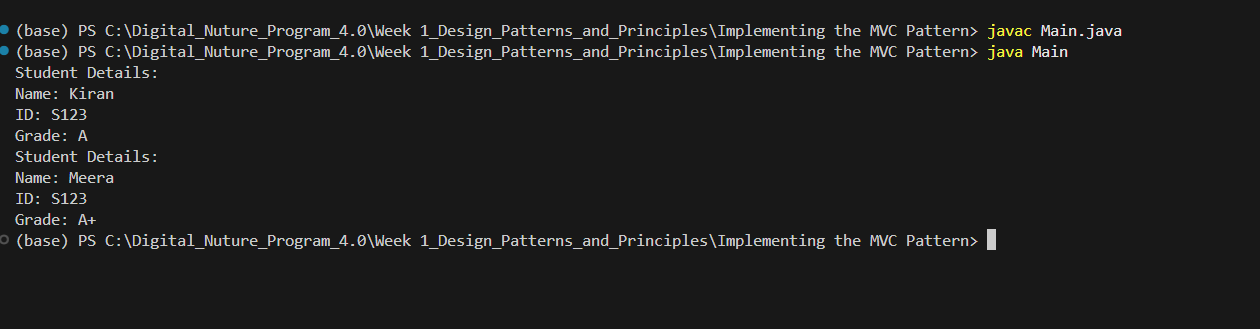 (base) PS C:\Digital_Nuture_Program_4.0\Week 1_Design_Patterns_and_Principles\Implementing the MVC Pattern> javac Main.java
(base) PS C:\Digital_Nuture_Program_4.0\Week 1_Design_Patterns_and_Principles\Implementing the MVC Pattern> java Main
Student Details:
Name: Kiran
ID: S123
Grade: A
Student Details:
Name: Meera
ID: S123
Grade: A+
(base) PS C:\Digital_Nuture_Program_4.0\Week 1_Design_Patterns_and_Principles\Implementing the MVC Pattern>